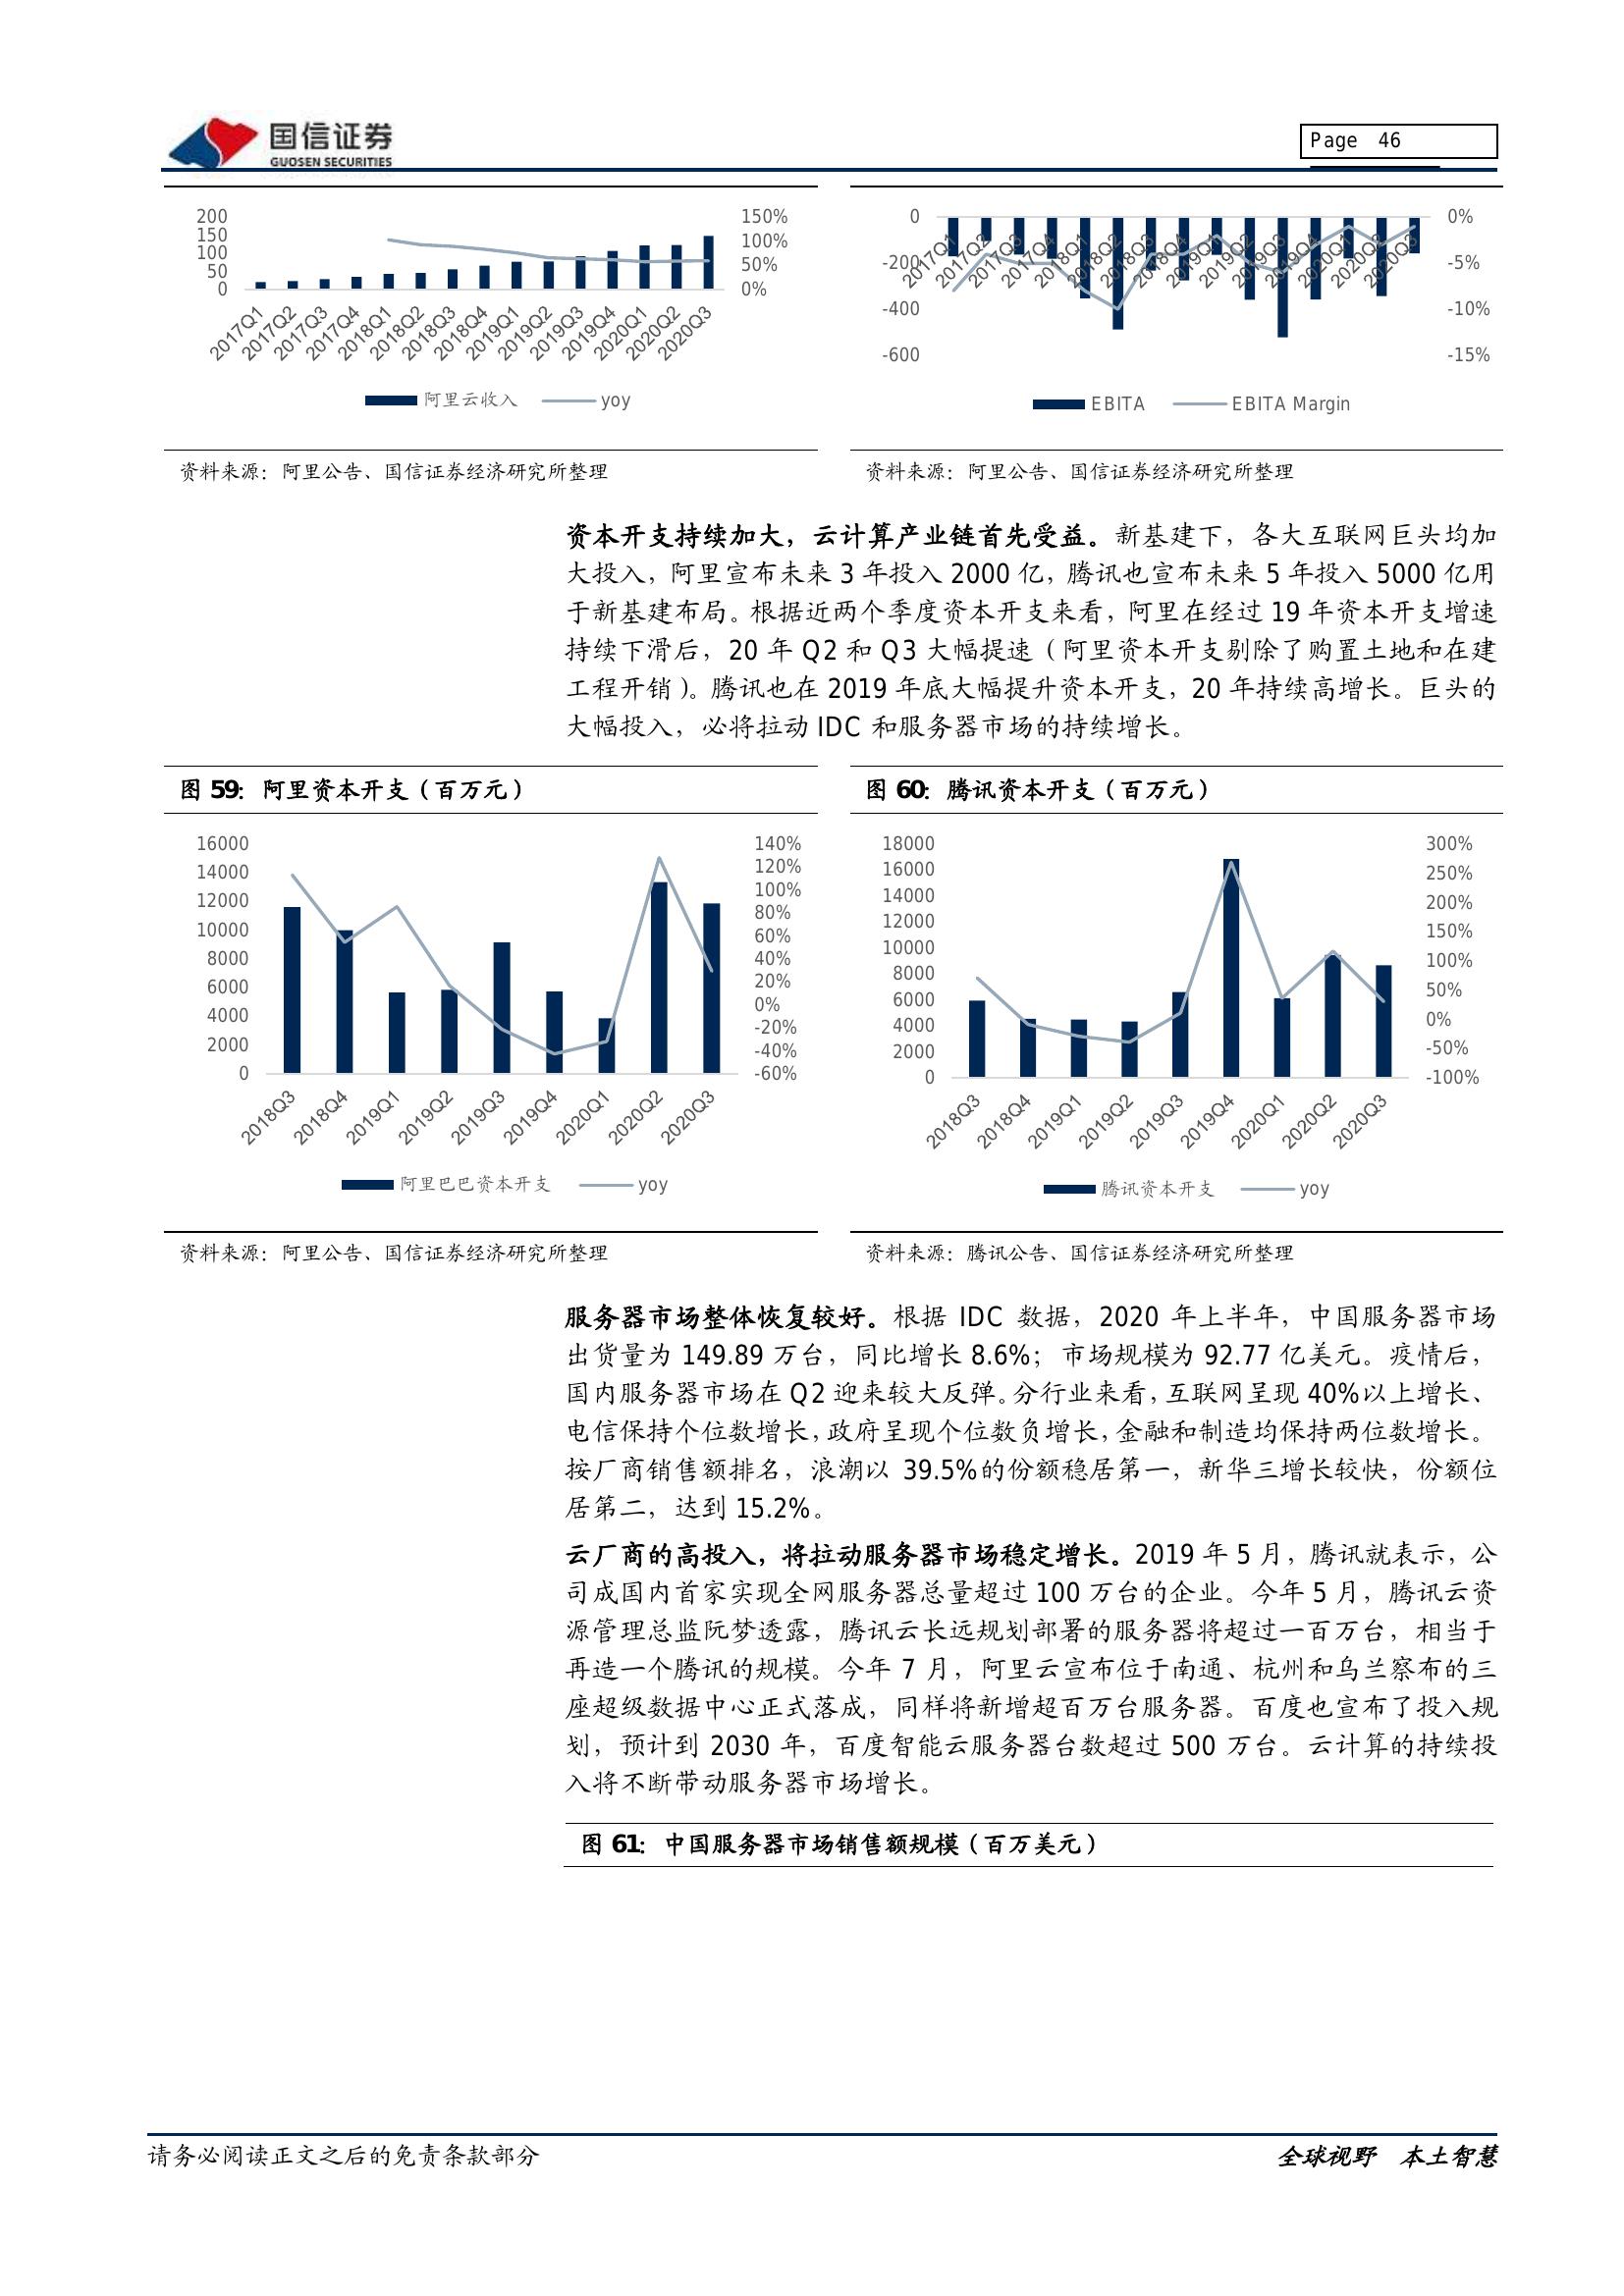 国信证券
GUOSEN SECURITIES
Page 46
200
150
100
50
0
150%
100%
50%
0%
2017Q1
2017Q2
2017Q3
2017Q4
2018Q1
2018Q2
2018Q3
2018Q4
2019Q1
2019Q2
2019Q3
2019Q4
2020Q1
2020Q2
2020Q3
阿里云收入 yoy
0
-200
-400
-600
0%
-5%
-10%
-15%
2017Q1
2017Q2
2017Q3
2017Q4
2018Q1
2018Q2
2018Q3
2018Q4
2019Q1
2019Q2
2019Q3
2019Q4
2020Q1
2020Q2
2020Q3
EBITA EBITA Margin
资料来源：阿里公告、国信证券经济研究所整理
资料来源：阿里公告、国信证券经济研究所整理
资本开支持续加大，云计算产业链首先受益。新基建下，各大互联网巨头均加
大投入，阿里宣布未来 3 年投入 2000 亿，腾讯也宣布未来 5 年投入 5000 亿用
于新基建布局。根据近两个季度资本开支来看，阿里在经过 19 年资本开支增速
持续下滑后，20 年 Q2 和 Q3 大幅提速（阿里资本开支剔除了购置土地和在建
工程开销）。腾讯也在 2019 年底大幅提升资本开支，20 年持续高增长。巨头的
大幅投入，必将拉动 IDC 和服务器市场的持续增长。
图 59：阿里资本开支（百万元）
16000
14000
12000
10000
8000
6000
4000
2000
0
140%
120%
100%
80%
60%
40%
20%
0%
-20%
-40%
-60%
2018Q3
2018Q4
2019Q1
2019Q2
2019Q3
2019Q4
2020Q1
2020Q2
2020Q3
阿里巴巴资本开支 yoy
资料来源：阿里公告、国信证券经济研究所整理
图 60：腾讯资本开支（百万元）
18000
16000
14000
12000
10000
8000
6000
4000
2000
0
300%
250%
200%
150%
100%
50%
0%
-50%
-100%
2018Q3
2018Q4
2019Q1
2019Q2
2019Q3
2019Q4
2020Q1
2020Q2
2020Q3
腾讯资本开支 yoy
资料来源：腾讯公告、国信证券经济研究所整理
服务器市场整体恢复较好。根据 IDC 数据，2020 年上半年，中国服务器市场
出货量为 149.89 万台，同比增长 8.6%；市场规模为 92.77 亿美元。疫情后，
国内服务器市场在 Q2 迎来较大反弹。分行业来看，互联网呈现 40%以上增长、
电信保持个位数增长，政府呈现个位数负增长，金融和制造均保持两位数增长。
按厂商销售额排名，浪潮以 39.5%的份额稳居第一，新华三增长较快，份额位
居第二，达到 15.2%。
云厂商的高投入，将拉动服务器市场稳定增长。2019 年 5 月，腾讯就表示，公
司成国内首家实现全网服务器总量超过 100 万台的企业。今年 5 月，腾讯云资
源管理总监阮梦透露，腾讯云长远规划部署的服务器将超过一百万台，相当于
再造一个腾讯的规模。今年 7 月，阿里云宣布位于南通、杭州和乌兰察布的三
座超级数据中心正式落成，同样将新增超百万台服务器。百度也宣布了投入规
划，预计到 2030 年，百度智能云服务器台数超过 500 万台。云计算的持续投
入将不断带动服务器市场增长。
图 61：中国服务器市场销售额规模（百万美元）
请务必阅读正文之后的免责条款部分
全球视野 本土智慧